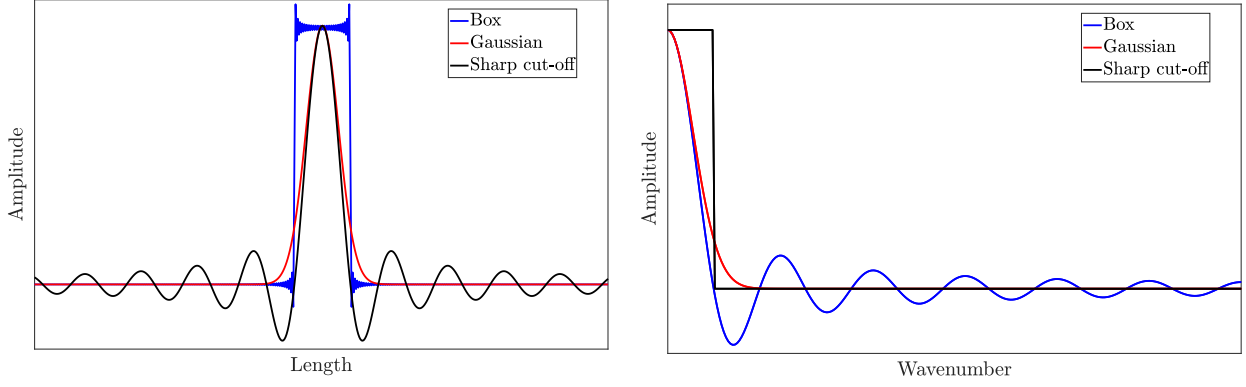 Box
Gaussian
Sharp cut-off
Amplitude
Length
Box
Gaussian
Sharp cut-off
Amplitude
Wavenumber